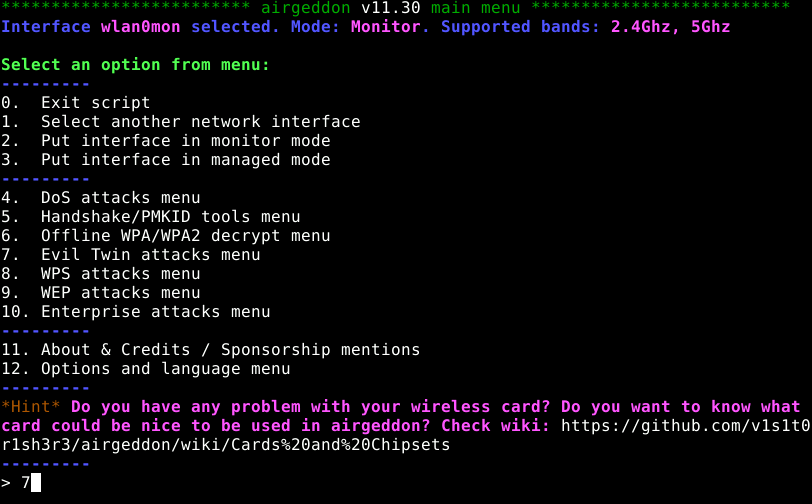 ************************* airgeddon v11.30 main menu **************************
Interface wlan0mon selected. Mode: Monitor. Supported bands: 2.4Ghz, 5Ghz
Select an option from menu:
---------
0.  Exit script
1.  Select another network interface
2.  Put interface in monitor mode
3.  Put interface in managed mode
---------
4.  DoS attacks menu
5.  Handshake/PMKID tools menu
6.  Offline WPA/WPA2 decrypt menu
7.  Evil Twin attacks menu
8.  WPS attacks menu
9.  WEP attacks menu
10. Enterprise attacks menu
---------
11. About & Credits / Sponsorship mentions
12. Options and language menu
---------
*Hint* Do you have any problem with your wireless card? Do you want to know what
card could be nice to be used in airgeddon? Check wiki: https://github.com/v1s1t0
r1sh3r3/airgeddon/wiki/Cards%20and%20Chipsets
---------
> 7